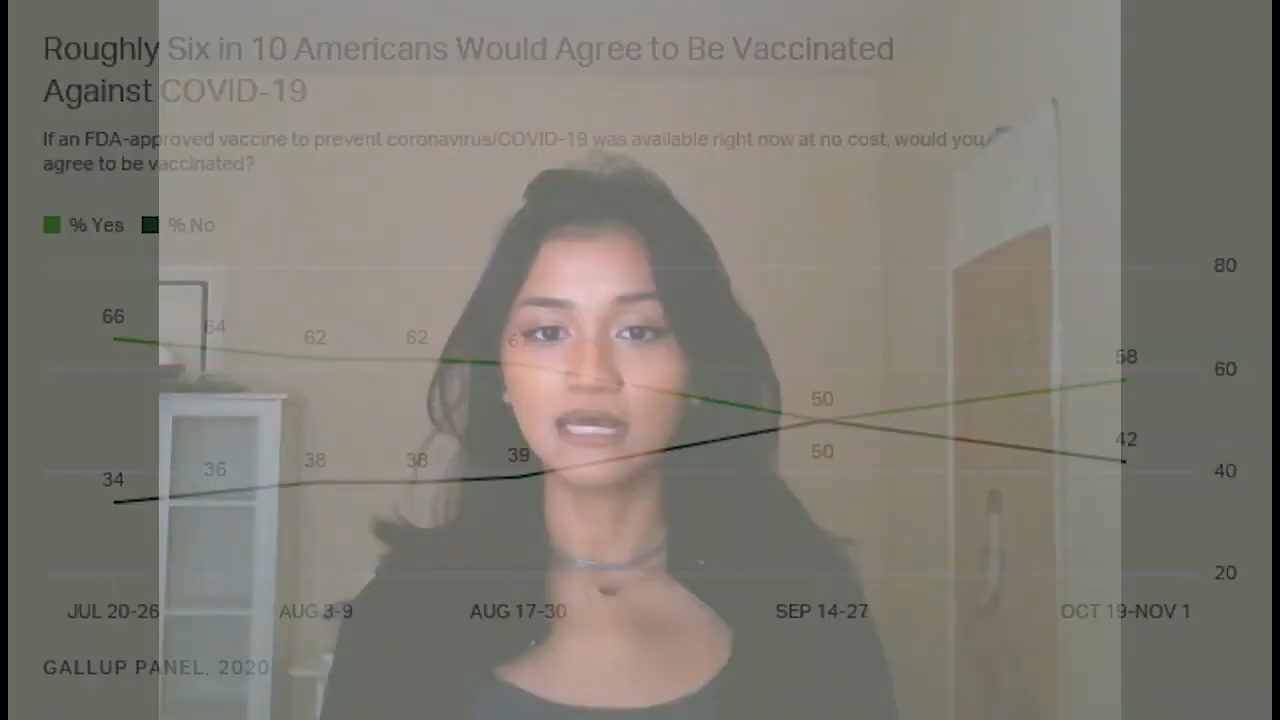 Roughly Six in 10 Americans Would Agree to Be Vaccinated
Against COVID-19
If an FDA-approved vaccine to prevent coronavirus/COVID-19 was available right now at no cost, would you
agree to be vaccinated?
% Yes % No
80
66 64 62 62
58
60
50
42
34 36 38 38 39
50
40
20
JUL 20-26 AUG 3-9 AUG 17-30 SEP 14-27 OCT 19-NOV 1
GALLUP PANEL, 2020